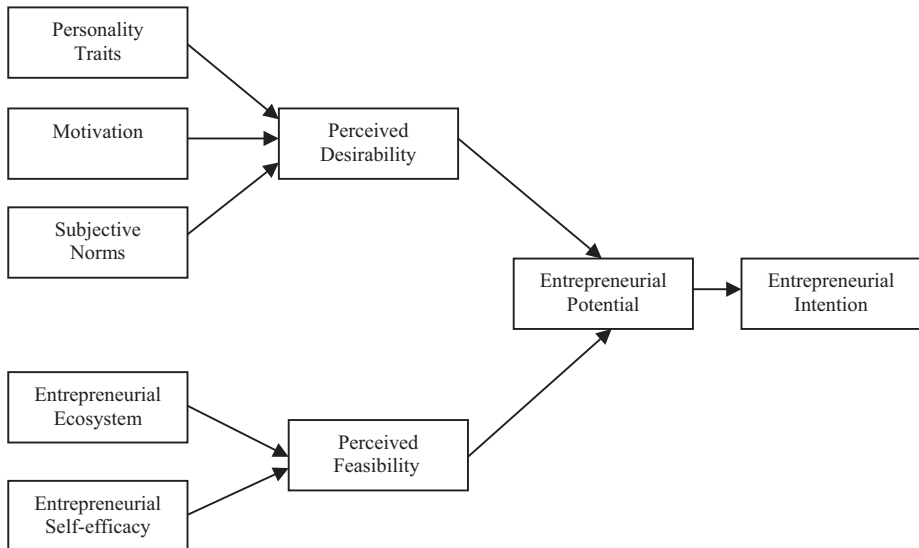 Personality
Traits
Motivation
Subjective
Norms
Perceived
Desirability
Entrepreneurial
Potential
Entrepreneurial
Intention
Entrepreneurial
Ecosystem
Entrepreneurial
Self-efficacy
Perceived
Feasibility